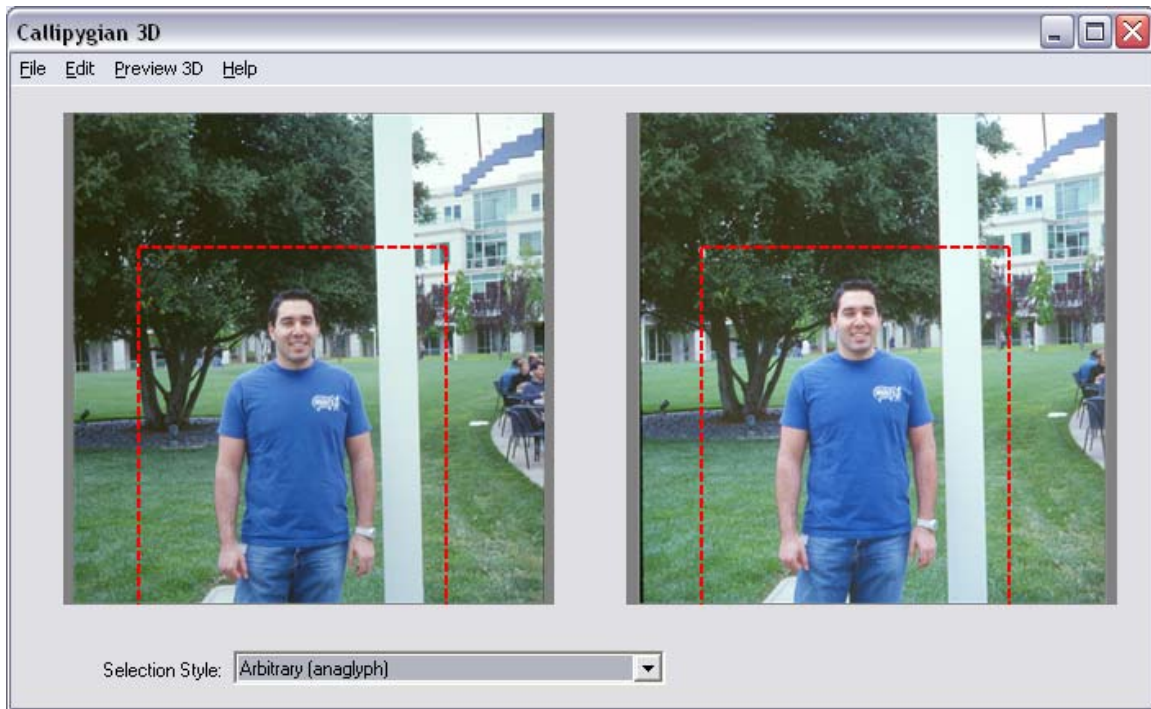 Callipygian 3D
File Edit Preview 3D Help
Selection Style: Arbitrary (anaglyph)